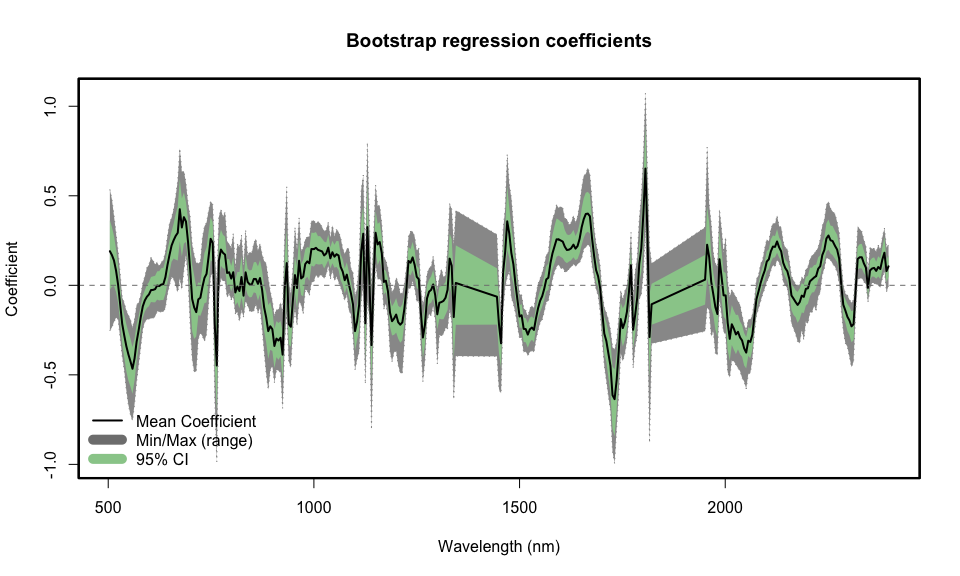 Bootstrap regression coefficients
Coefficient
1.0
0.5
0.0
-0.5
-1.0
Mean Coefficient
Min/Max (range)
95% CI
500 1000 1500 2000
Wavelength (nm)